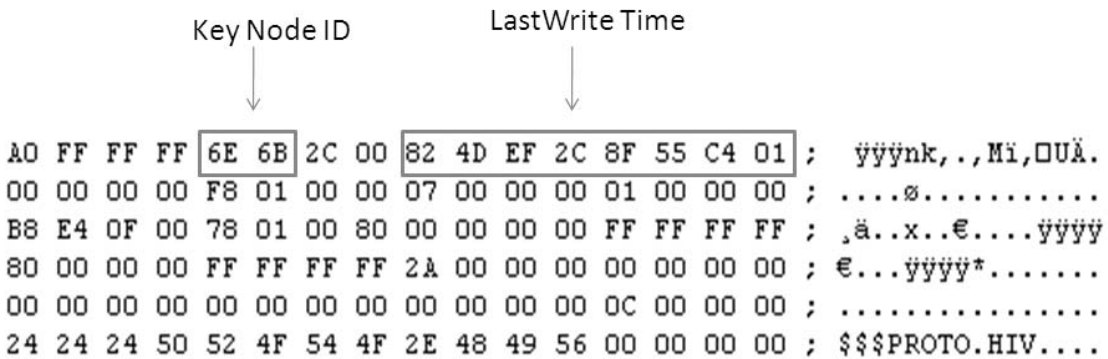 Key Node ID LastWrite Time
A0 FF FF FF 6E 6B 2C 00 82 4D EF 2C 8F 55 C4 01 ; ÿÿÿnk,.‚Mï,□UÄ.
00 00 00 00 F8 01 00 00 07 00 00 00 01 00 00 00 ; ....ø...........
B8 E4 0F 00 78 01 00 80 00 00 00 00 FF FF FF FF ; ¸ä..x..€....ÿÿÿÿ
80 00 00 00 FF FF FF FF 2A 00 00 00 00 00 00 00 ; €...ÿÿÿÿ*.......
00 00 00 00 00 00 00 00 00 00 00 00 0C 00 00 00 ; ................
24 24 24 50 52 4F 54 4F 2E 48 49 56 00 00 00 00 ; $$$PROTO.HIV....